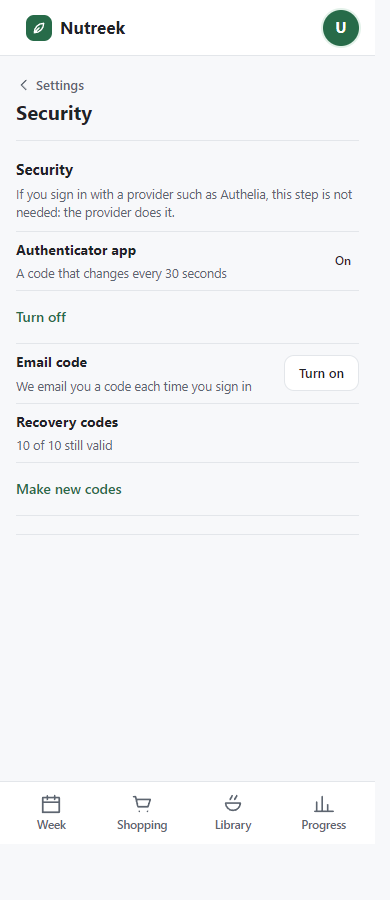 Nutreek
U
Settings
Security
Security
If you sign in with a provider such as Authelia, this step is not
needed: the provider does it.
Authenticator app
On
A code that changes every 30 seconds
Turn off
Email code
Turn on
We email you a code each time you sign in
Recovery codes
10 of 10 still valid
Make new codes
Week
Shopping
Library
Progress